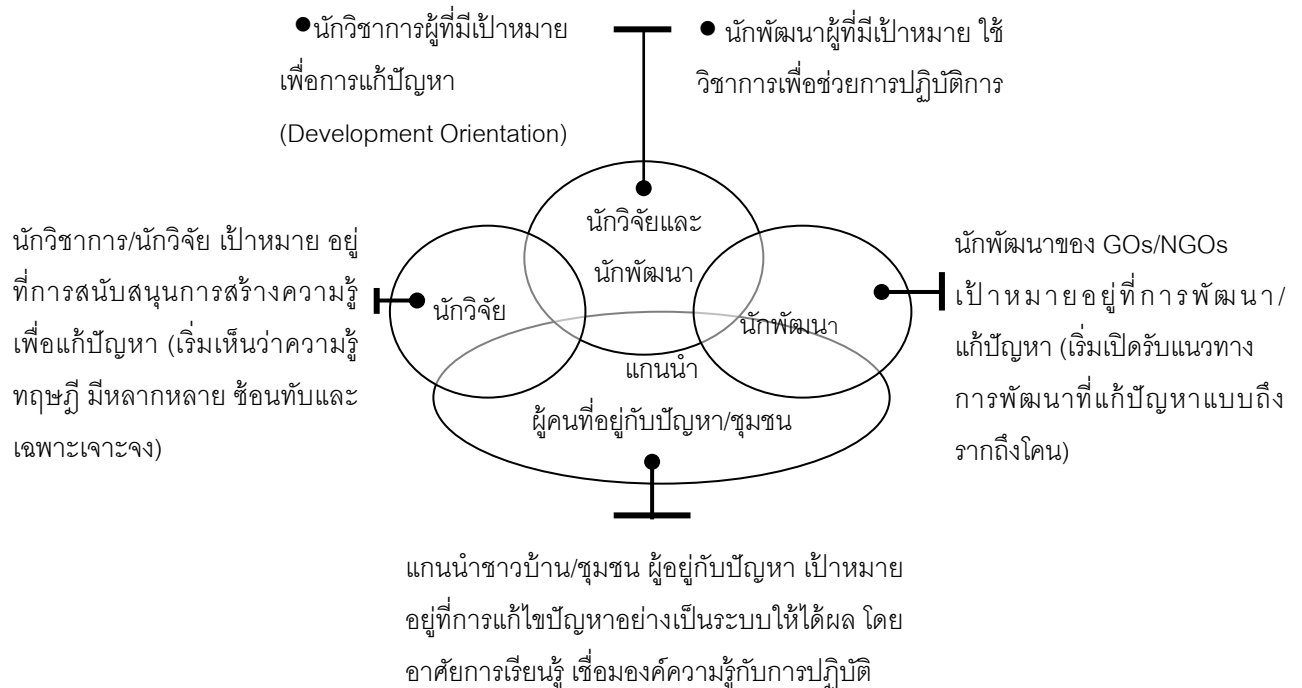 ●นักวิชาการผู้ที่มีเป้าหมาย
เพื่อการแก้ปัญหา
(Development Orientation)
● นักพัฒนาผู้ที่มีเป้าหมาย ใช้
วิชาการเพื่อช่วยการปฏิบัติการ
นักวิจัยและ
นักพัฒนา
นักวิชาการ/นักวิจัย เป้าหมาย อยู่
ที่การสนับสนุนการสร้างความรู้
เพื่อแก้ปัญหา (เริ่มเห็นว่าความรู้
ทฤษฎี มีหลากหลาย ซ้อนทับและ
เฉพาะเจาะจง)
นักวิจัย
นักพัฒนา
นักพัฒนาของ GOs/NGOs
เป้าหมายอยู่ที่การพัฒนา/
แก้ปัญหา (เริ่มเปิดรับแนวทาง
การพัฒนาที่แก้ปัญหาแบบถึง
รากถึงโคน)
แกนนำ
ผู้คนที่อยู่กับปัญหา/ชุมชน
แกนนำชาวบ้าน/ชุมชน ผู้อยู่กับปัญหา เป้าหมาย
อยู่ที่การแก้ไขปัญหาอย่างเป็นระบบให้ได้ผล โดย
อาศัยการเรียนรู้ เชื่อมองค์ความรู้กับการปฏิบัติ